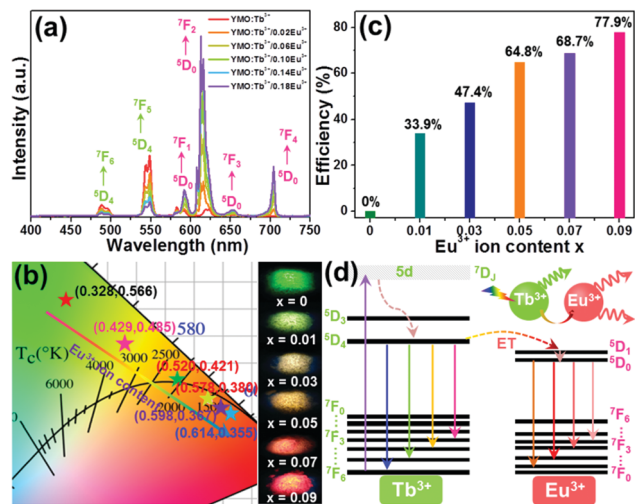 (a)
⁷F₂
⁵D₀
⁷F₅
⁵D₄
⁷F₆
⁵D₄
⁷F₁
⁵D₀
⁷F₃
⁵D₀
⁷F₄
⁵D₀
YMO:Tb³⁺
YMO:Tb³⁺/0.02Eu³⁺
YMO:Tb³⁺/0.06Eu³⁺
YMO:Tb³⁺/0.10Eu³⁺
YMO:Tb³⁺/0.14Eu³⁺
YMO:Tb³⁺/0.18Eu³⁺
Intensity (a.u.)
400 450 500 550 600 650 700 750
Wavelength (nm)
(c)
Efficiency (%)
80
60
40
20
0
0%
33.9%
47.4%
64.8%
68.7%
77.9%
0 0.01 0.03 0.05 0.07 0.09
Eu³⁺ ion content x
(b)
(0.328,0.566)
(0.429,0.485)
580
(0.520,0.421)
(0.578,0.380)
(0.598,0.367)
(0.614,0.355)
Eu³⁺ ion content
T_C(°K)
2500
3000
4000
6000
2000
x = 0
x = 0.01
x = 0.03
x = 0.05
x = 0.07
x = 0.09
(d)
5d
⁷D_J
Tb³⁺
Eu³⁺
⁵D₃
⁵D₄
ET
⁵D₁
⁵D₀
⁷F₀
⁷F₃
⁷F₆
⁷F₆
⁷F₃
⁷F₀
Tb³⁺
Eu³⁺